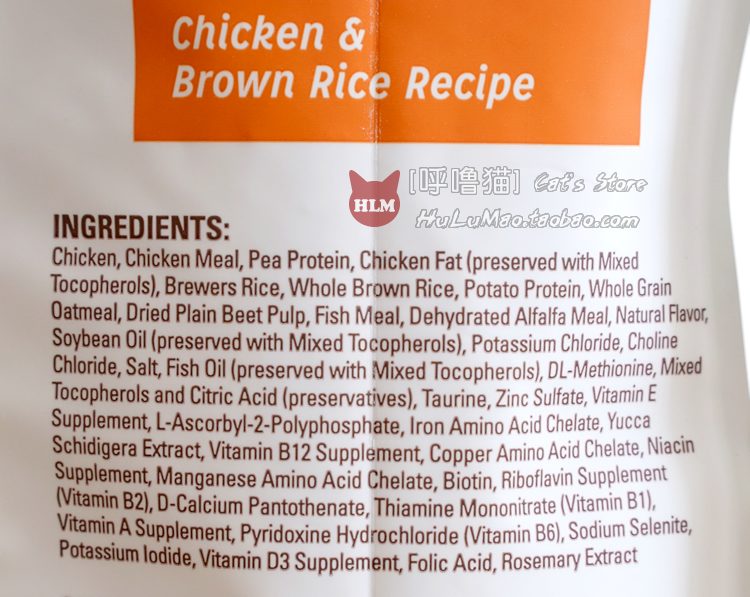 Chicken &
Brown Rice Recipe
HLM
[呼噜猫] Cat's Store
HuLuMao.taobao.com
INGREDIENTS:
Chicken, Chicken Meal, Pea Protein, Chicken Fat (preserved with Mixed
Tocopherols), Brewers Rice, Whole Brown Rice, Potato Protein, Whole Grain
Oatmeal, Dried Plain Beet Pulp, Fish Meal, Dehydrated Alfalfa Meal, Natural Flavor,
Soybean Oil (preserved with Mixed Tocopherols), Potassium Chloride, Choline
Chloride, Salt, Fish Oil (preserved with Mixed Tocopherols), DL-Methionine, Mixed
Tocopherols and Citric Acid (preservatives), Taurine, Zinc Sulfate, Vitamin E
Supplement, L-Ascorbyl-2-Polyphosphate, Iron Amino Acid Chelate, Yucca
Schidigera Extract, Vitamin B12 Supplement, Copper Amino Acid Chelate, Niacin
Supplement, Manganese Amino Acid Chelate, Biotin, Riboflavin Supplement
(Vitamin B2), D-Calcium Pantothenate, Thiamine Mononitrate (Vitamin B1),
Vitamin A Supplement, Pyridoxine Hydrochloride (Vitamin B6), Sodium Selenite,
Potassium Iodide, Vitamin D3 Supplement, Folic Acid, Rosemary Extract